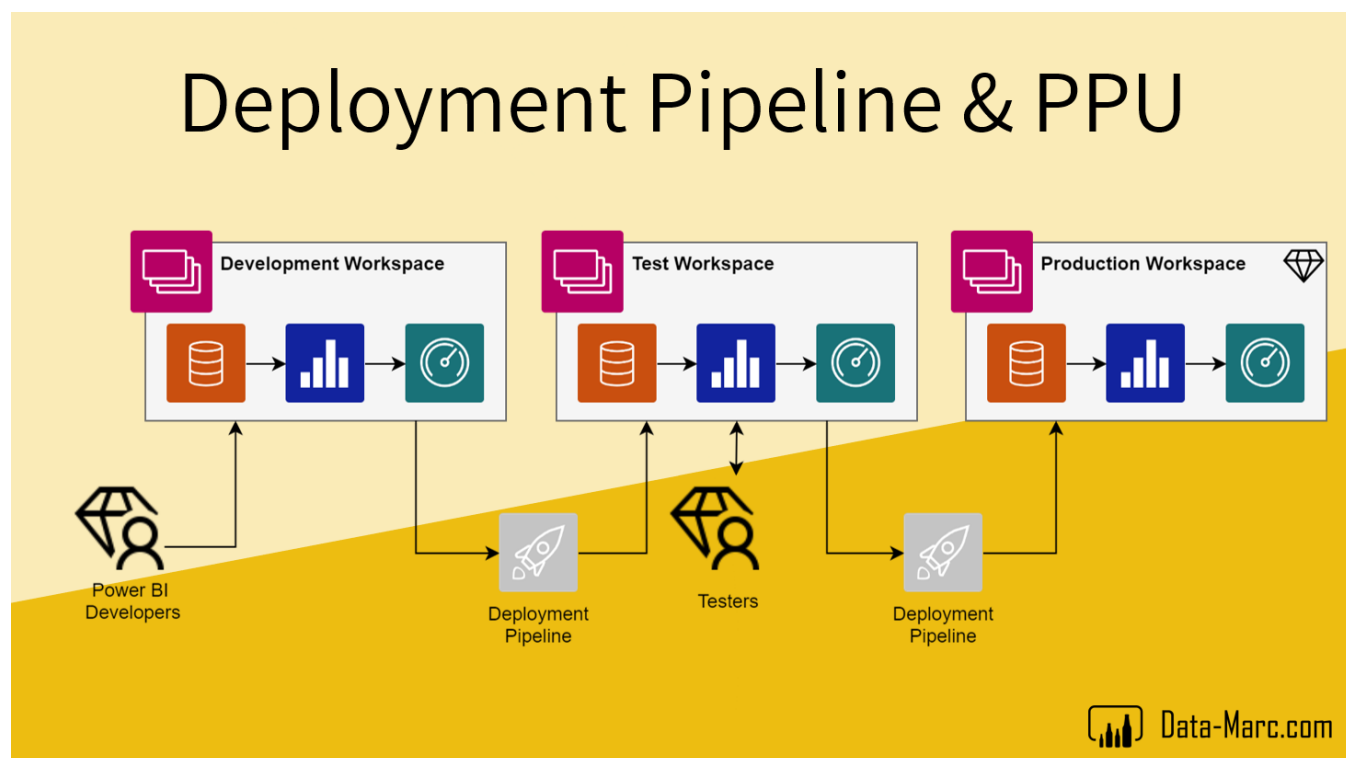 Deployment Pipeline & PPU
Development Workspace
Test Workspace
Production Workspace
Power BI
Developers
Deployment
Pipeline
Testers
Deployment
Pipeline
Data-Marc.com